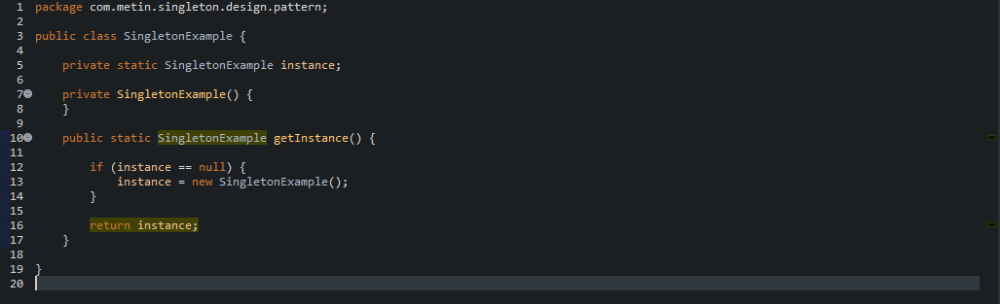 1 package com.metin.singleton.design.pattern;
2
3 public class SingletonExample {
4
5     private static SingletonExample instance;
6
7     private SingletonExample() {
8     }
9
10     public static SingletonExample getInstance() {
11
12         if (instance == null) {
13             instance = new SingletonExample();
14         }
15
16         return instance;
17     }
18
19 }
20